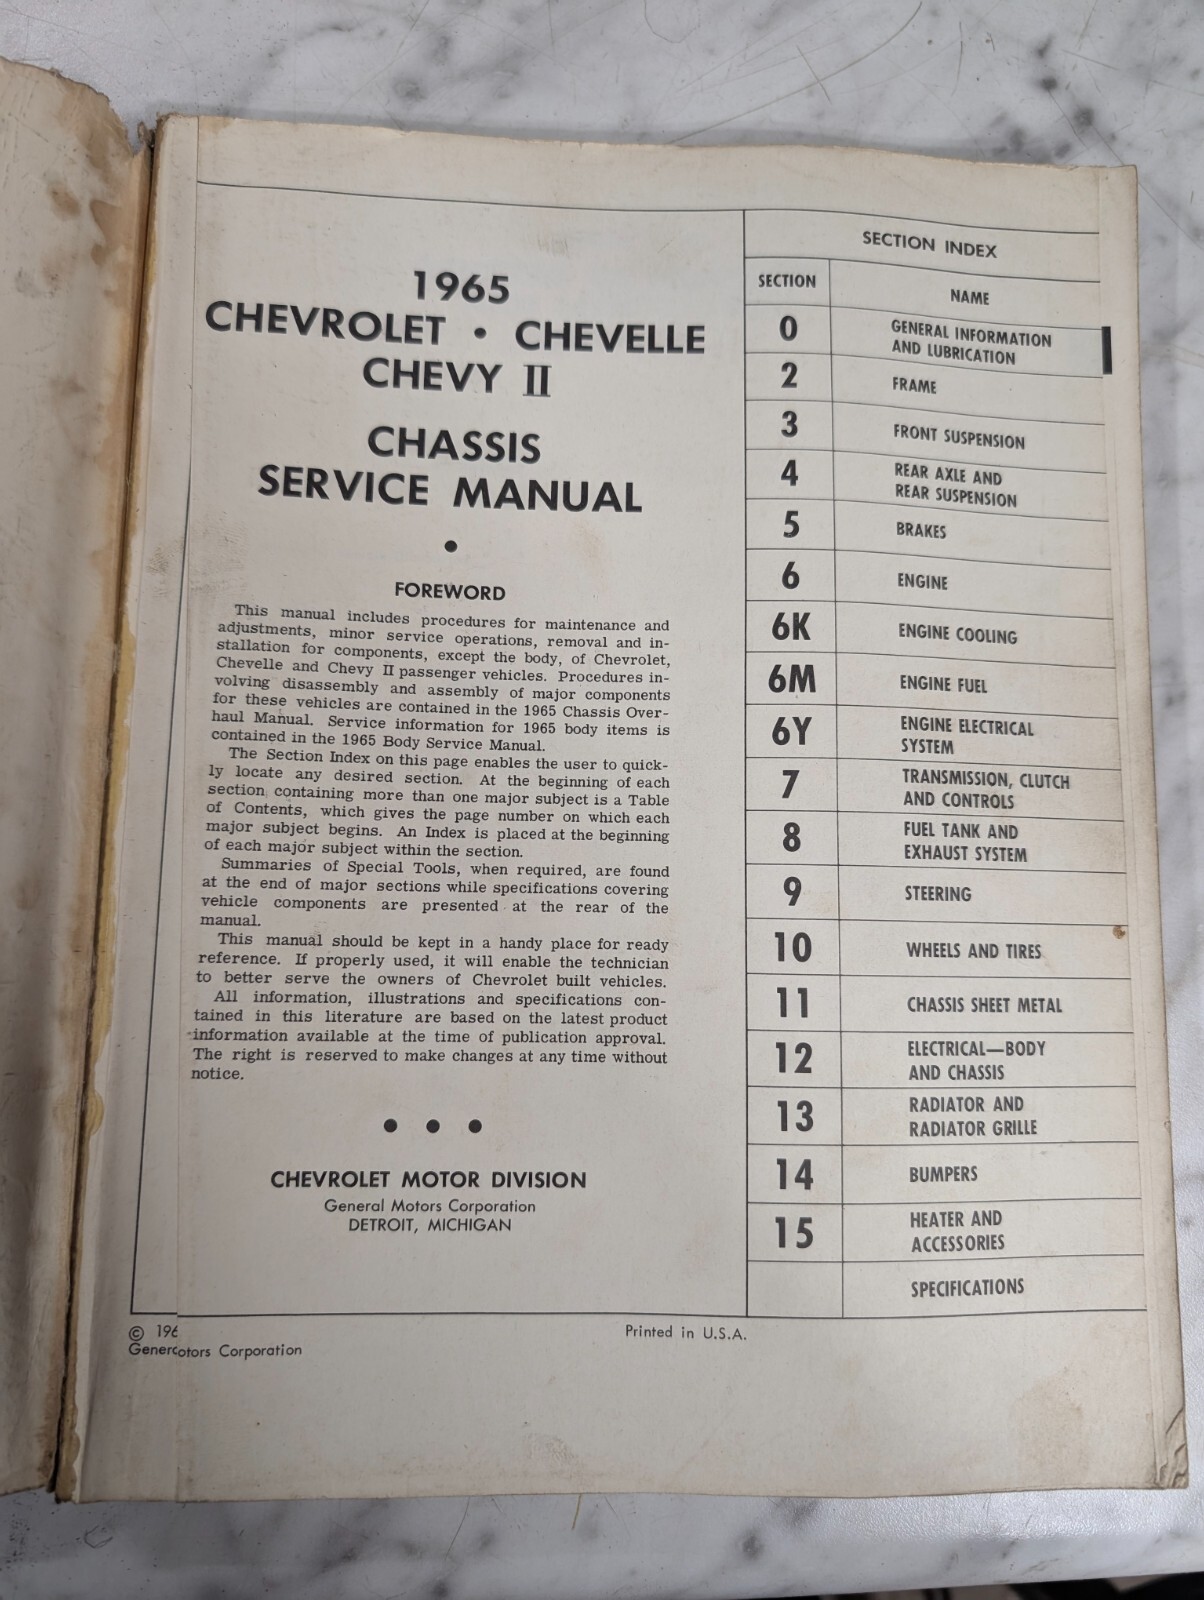 1965
CHEVROLET • CHEVELLE
CHEVY II
CHASSIS
SERVICE MANUAL
•
FOREWORD
This manual includes procedures for maintenance and
adjustments, minor service operations, removal and in-
stallation for components, except the body, of Chevrolet,
Chevelle and Chevy II passenger vehicles. Procedures in-
volving disassembly and assembly of major components
for these vehicles are contained in the 1965 Chassis Over-
haul Manual. Service information for 1965 body items is
contained in the 1965 Body Service Manual.
The Section Index on this page enables the user to quick-
ly locate any desired section. At the beginning of each
section containing more than one major subject is a Table
of Contents, which gives the page number on which each
major subject begins. An Index is placed at the beginning
of each major subject within the section.
Summaries of Special Tools, when required, are found
at the end of major sections while specifications covering
vehicle components are presented at the rear of the
manual.
This manual should be kept in a handy place for ready
reference. If properly used, it will enable the technician
to better serve the owners of Chevrolet built vehicles.
All information, illustrations and specifications con-
tained in this literature are based on the latest product
information available at the time of publication approval.
The right is reserved to make changes at any time without
notice.
• • •
CHEVROLET MOTOR DIVISION
General Motors Corporation
DETROIT, MICHIGAN
SECTION INDEX
SECTION NAME
0 GENERAL INFORMATION
AND LUBRICATION
2 FRAME
3 FRONT SUSPENSION
4 REAR AXLE AND
REAR SUSPENSION
5 BRAKES
6 ENGINE
6K ENGINE COOLING
6M ENGINE FUEL
6Y ENGINE ELECTRICAL
SYSTEM
7 TRANSMISSION, CLUTCH
AND CONTROLS
8 FUEL TANK AND
EXHAUST SYSTEM
9 STEERING
10 WHEELS AND TIRES
11 CHASSIS SHEET METAL
12 ELECTRICAL—BODY
AND CHASSIS
13 RADIATOR AND
RADIATOR GRILLE
14 BUMPERS
15 HEATER AND
ACCESSORIES
SPECIFICATIONS
© 196
Printed in U.S.A.
Corporation